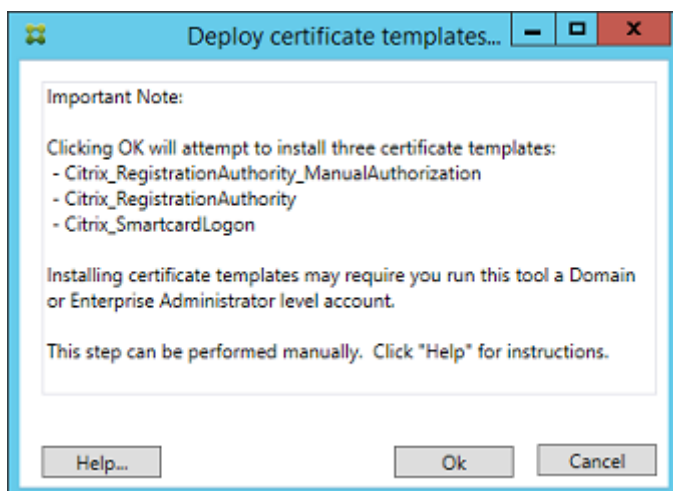 Deploy certificate templates...
Important Note:
Clicking OK will attempt to install three certificate templates:
- Citrix_RegistrationAuthority_ManualAuthorization
- Citrix_RegistrationAuthority
- Citrix_SmartcardLogon
Installing certificate templates may require you run this tool a Domain
or Enterprise Administrator level account.
This step can be performed manually.  Click "Help" for instructions.
Help... Ok Cancel